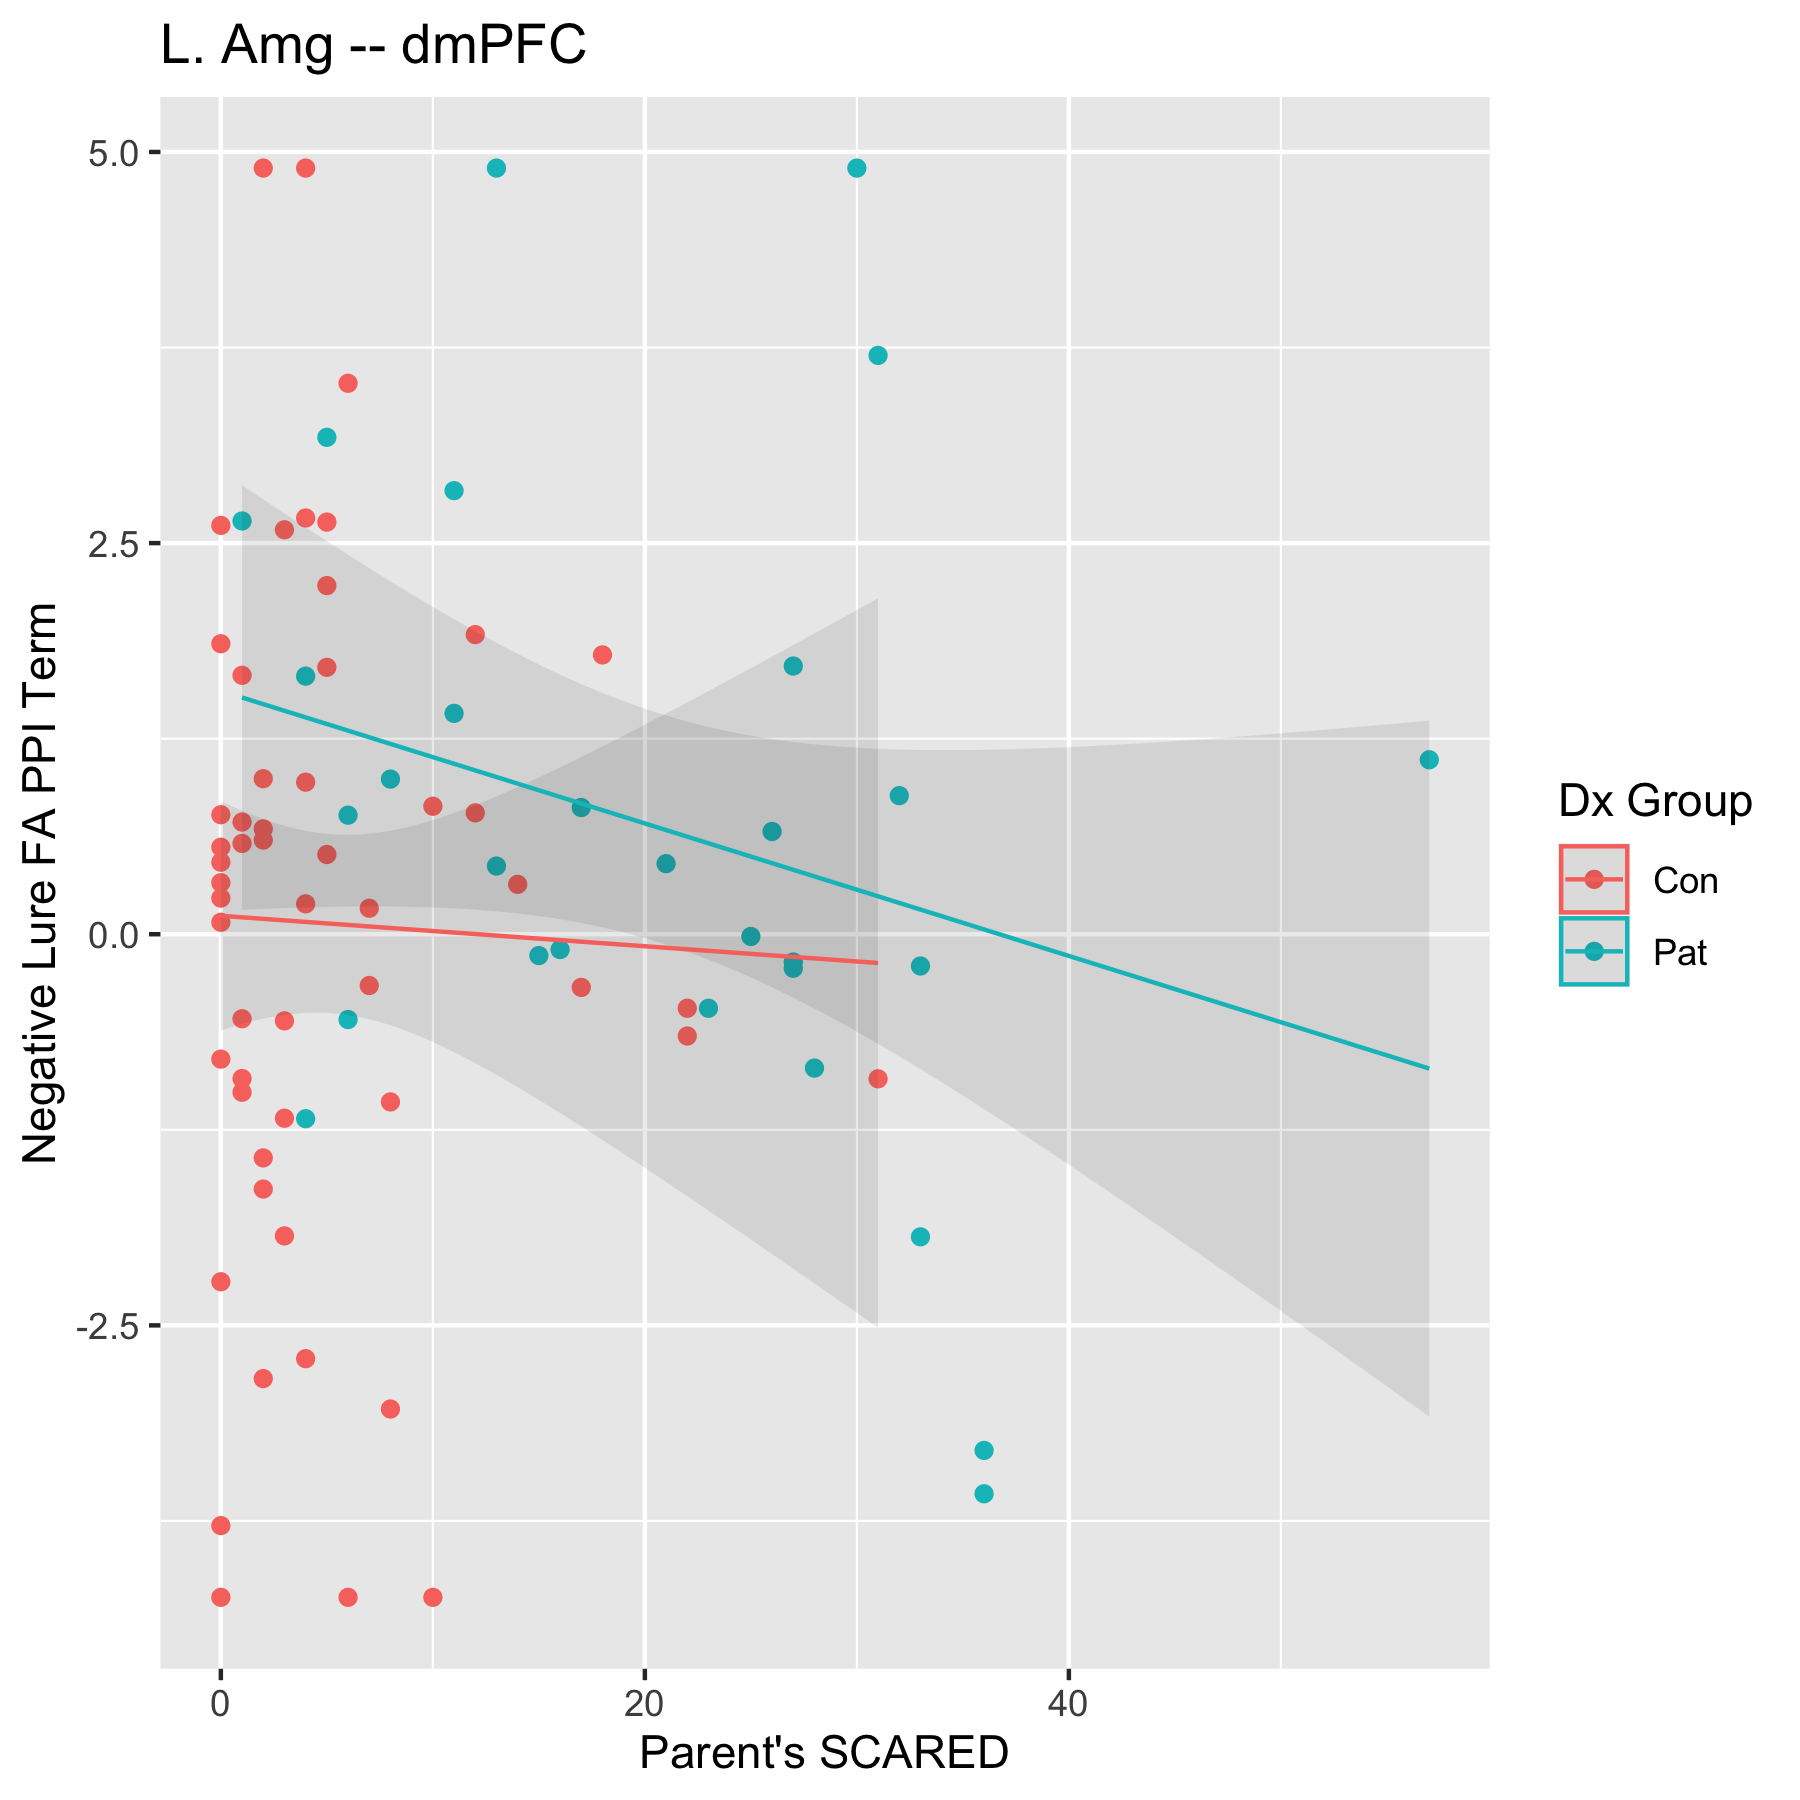 L. Amg -- dmPFC
5.0
2.5
0.0
-2.5
Negative Lure FA PPI Term
0
20
40
Parent's SCARED
Dx Group
Con
Pat